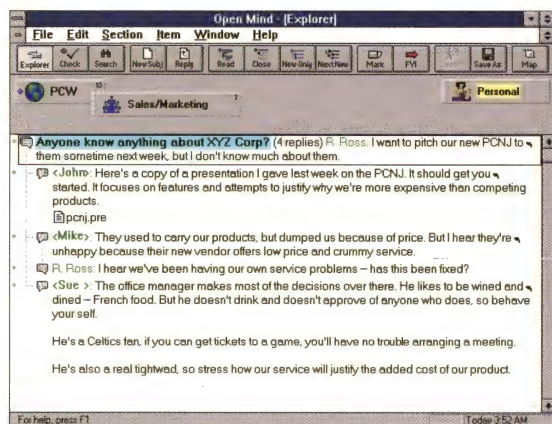 Open Mind - [Explorer]
File Edit Section Item Window Help
Explorer Check Search New Subj Reply Read Close New Only Next New Mark FYI Save As Map
PCW 15
Sales/Marketing 7
Personal
Anyone know anything about XYZ Corp? (4 replies) R. Ross. I want to pitch our new PCNJ to
them sometime next week, but I don't know much about them.
<John>: Here's a copy of a presentation I gave last week on the PCNJ. It should get you
started. It focuses on features and attempts to justify why we're more expensive than competing
products.
pcnj.pre
<Mike>: They used to carry our products, but dumped us because of price. But I hear they're
unhappy because their new vendor offers low price and crummy service.
R. Ross: I hear we've been having our own service problems – has this been fixed?
<Sue >: The office manager makes most of the decisions over there. He likes to be wined and
dined – French food. But he doesn't drink and doesn't approve of anyone who does, so behave
your self.
He's a Celtics fan, if you can get tickets to a game, you'll have no trouble arranging a meeting.
He's also a real tightwad, so stress how our service will justify the added cost of our product.
For help, press F1
Today 3:52 AM